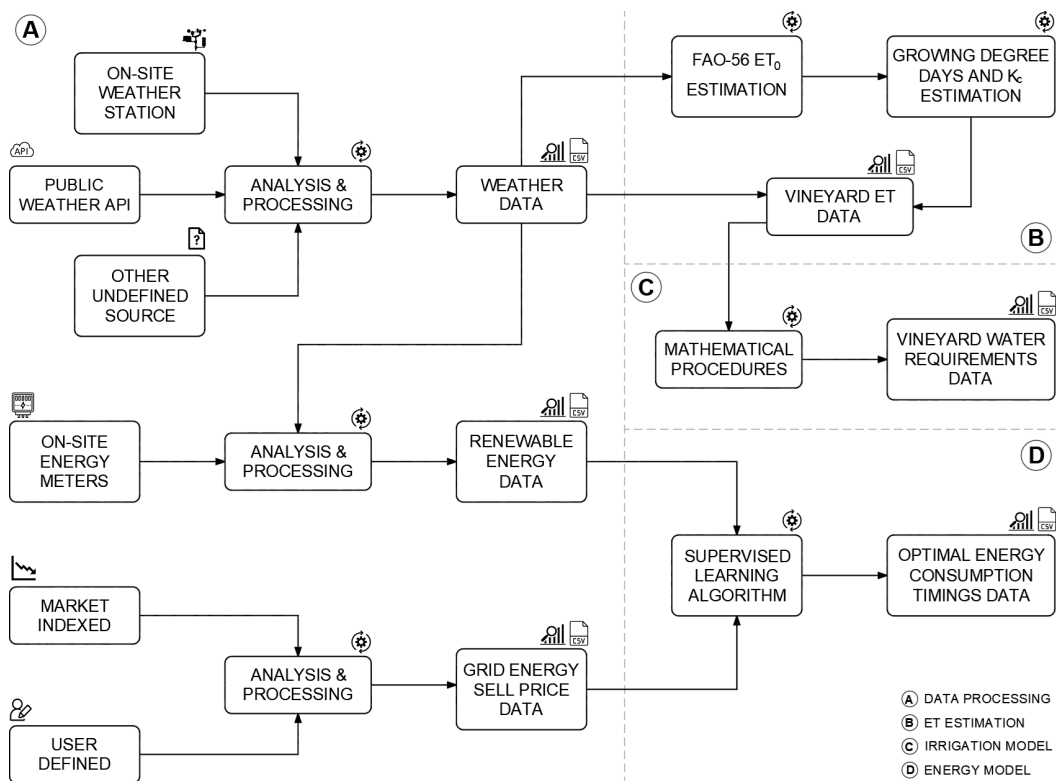 A
ON-SITE
WEATHER
STATION
API
PUBLIC
WEATHER API
?
OTHER
UNDEFINED
SOURCE
ANALYSIS &
PROCESSING
CSV
WEATHER
DATA
FAO-56 ET₀
ESTIMATION
GROWING DEGREE
DAYS AND Kc
ESTIMATION
CSV
VINEYARD ET
DATA
B
C
MATHEMATICAL
PROCEDURES
CSV
VINEYARD WATER
REQUIREMENTS
DATA
ON-SITE
ENERGY
METERS
ANALYSIS &
PROCESSING
CSV
RENEWABLE
ENERGY
DATA
D
SUPERVISED
LEARNING
ALGORITHM
CSV
OPTIMAL ENERGY
CONSUMPTION
TIMINGS DATA
MARKET
INDEXED
USER
DEFINED
ANALYSIS &
PROCESSING
CSV
GRID ENERGY
SELL PRICE
DATA
A DATA PROCESSING
B ET ESTIMATION
C IRRIGATION MODEL
D ENERGY MODEL